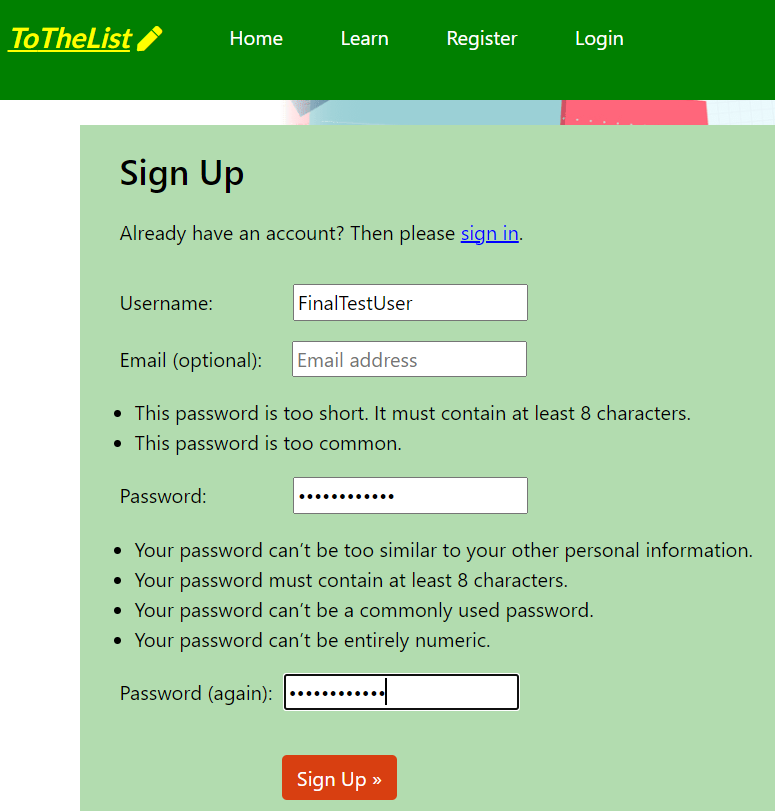 ToTheList Home Learn Register Login
Sign Up
Already have an account? Then please sign in.
Username: FinalTestUser
Email (optional): Email address
This password is too short. It must contain at least 8 characters.
This password is too common.
Password: ••••••••••••
Your password can't be too similar to your other personal information.
Your password must contain at least 8 characters.
Your password can't be a commonly used password.
Your password can't be entirely numeric.
Password (again): ••••••••••••
Sign Up »